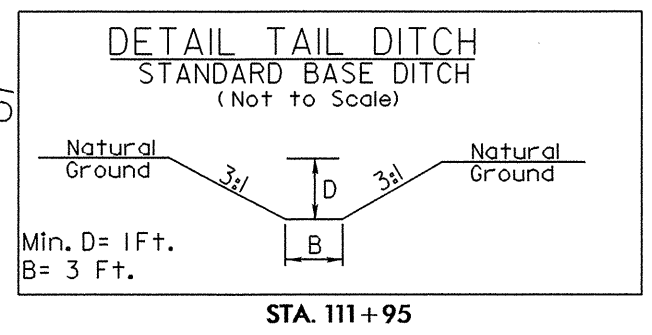 DETAIL TAIL DITCH
STANDARD BASE DITCH
(Not to Scale)
Natural
Ground
3:1
D
3:1
Natural
Ground
B
Min. D= 1Ft.
B= 3 Ft.
STA. 111+95